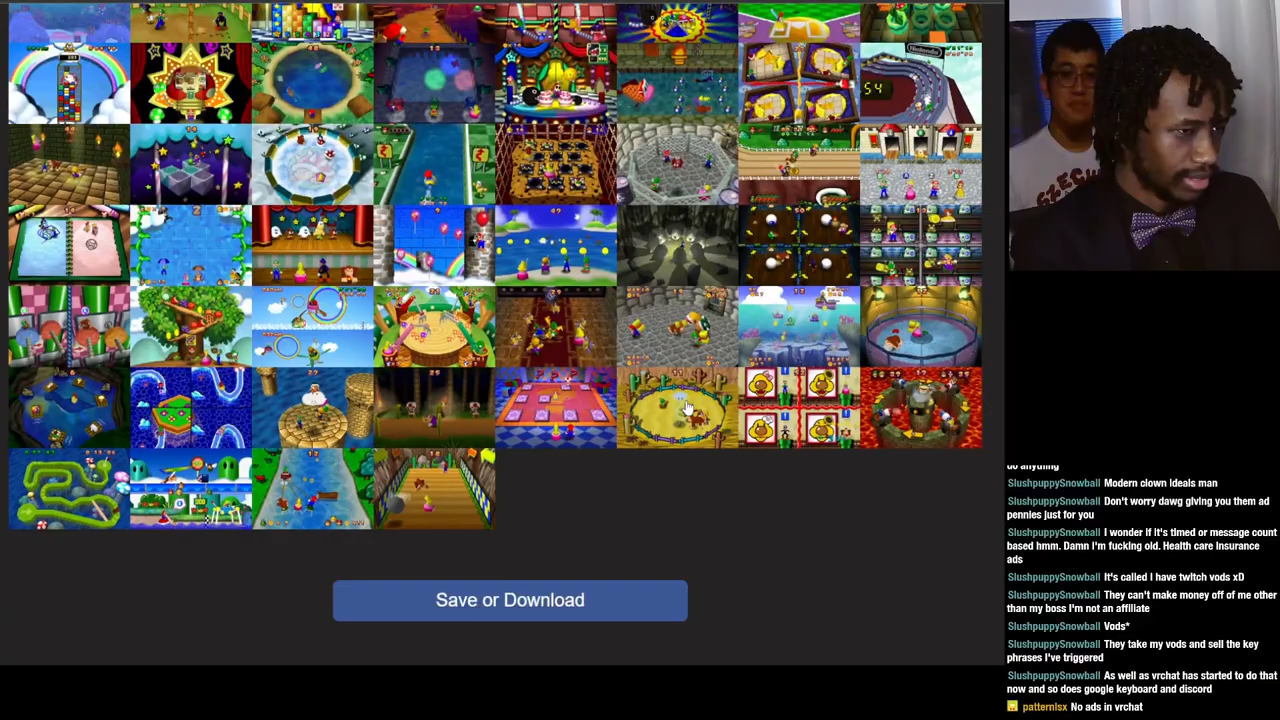 Nintendo
54
Save or Download
do anything
SlushpuppySnowball Modern clown ideals man
SlushpuppySnowball Don't worry dawg giving you them ad
pennies just for you
SlushpuppySnowball I wonder if it's timed or message count
based hmm. Damn I'm fucking old. Health care insurance
ads
SlushpuppySnowball It's called I have twitch vods xD
SlushpuppySnowball They can't make money off of me other
than my boss I'm not an affiliate
SlushpuppySnowball Vods*
SlushpuppySnowball They take my vods and sell the key
phrases I've triggered
SlushpuppySnowball As well as vrchat has started to do that
now and so does google keyboard and discord
patternlsx No ads in vrchat